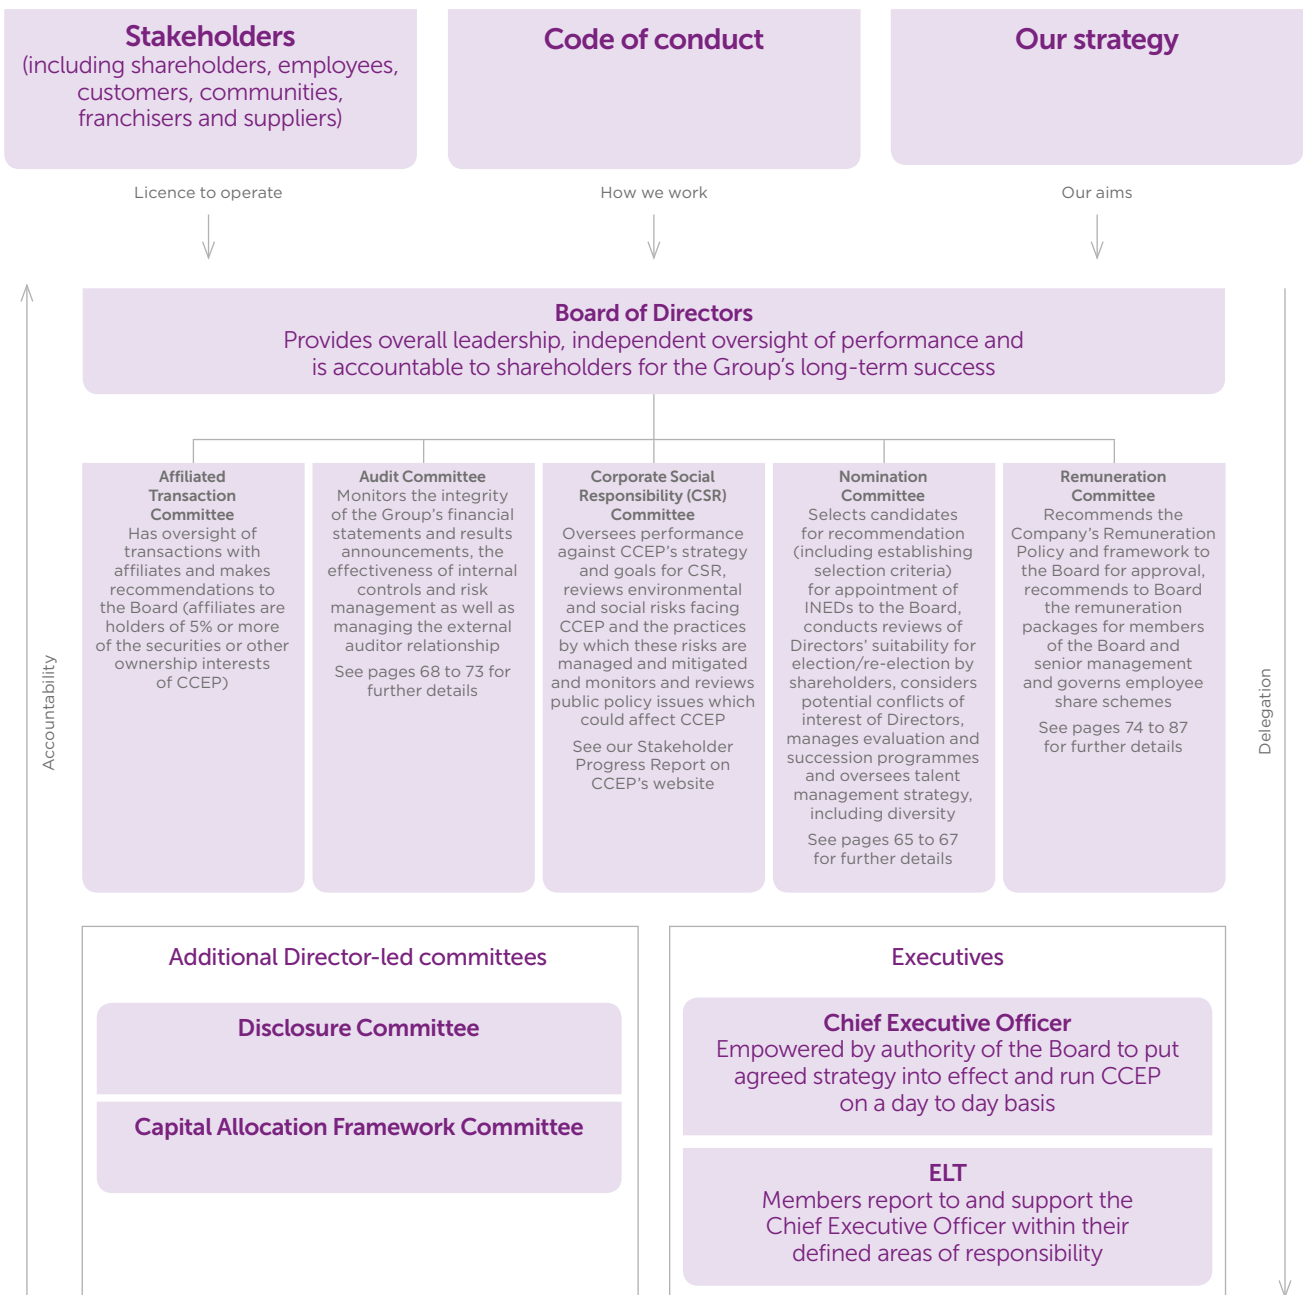 Stakeholders
(including shareholders, employees,
customers, communities,
franchisers and suppliers)
Code of conduct
Our strategy
Licence to operate
How we work
Our aims
Board of Directors
Provides overall leadership, independent oversight of performance and
is accountable to shareholders for the Group's long-term success
Affiliated
Transaction
Committee
Has oversight of
transactions with
affiliates and makes
recommendations to
the Board (affiliates are
holders of 5% or more
of the securities or other
ownership interests
of CCEP)
Audit Committee
Monitors the integrity
of the Group's financial
statements and results
announcements, the
effectiveness of internal
controls and risk
management as well as
managing the external
auditor relationship
See pages 68 to 73 for
further details
Corporate Social
Responsibility (CSR)
Committee
Oversees performance
against CCEP's strategy
and goals for CSR,
reviews environmental
and social risks facing
CCEP and the practices
by which these risks are
managed and mitigated
and monitors and reviews
public policy issues which
could affect CCEP
See our Stakeholder
Progress Report on
CCEP's website
Nomination
Committee
Selects candidates
for recommendation
(including establishing
selection criteria)
for appointment of
INEDs to the Board,
conducts reviews of
Directors' suitability for
election/re-election by
shareholders, considers
potential conflicts of
interest of Directors,
manages evaluation and
succession programmes
and oversees talent
management strategy,
including diversity
See pages 65 to 67
for further details
Remuneration
Committee
Recommends the
Company's Remuneration
Policy and framework to
the Board for approval,
recommends to Board
the remuneration
packages for members
of the Board and
senior management
and governs employee
share schemes
See pages 74 to 87
for further details
Accountability
Delegation
Additional Director-led committees
Disclosure Committee
Capital Allocation Framework Committee
Executives
Chief Executive Officer
Empowered by authority of the Board to put
agreed strategy into effect and run CCEP
on a day to day basis
ELT
Members report to and support the
Chief Executive Officer within their
defined areas of responsibility